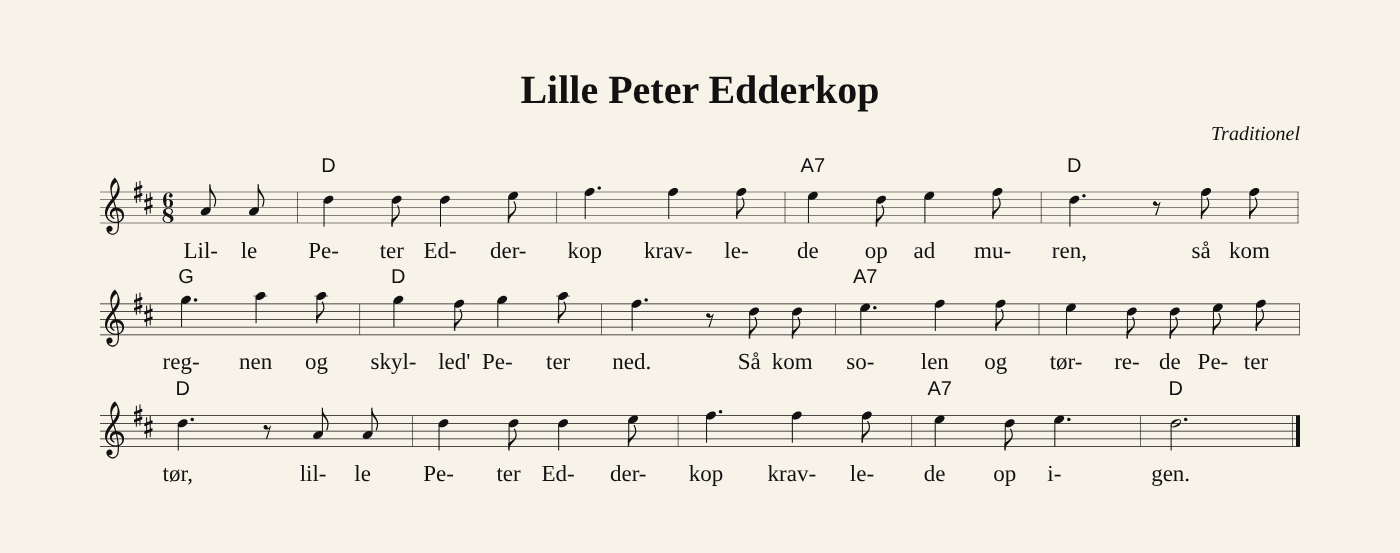 Lille Peter Edderkop
Traditionel
D A7 D
6
8
Lil- le Pe- ter Ed- der- kop krav- le- de op ad mu- ren, så kom
G D A7
reg- nen og skyl- led' Pe- ter ned. Så kom so- len og tør- re- de Pe- ter
D A7 D
tør, lil- le Pe- ter Ed- der- kop krav- le- de op i- gen.